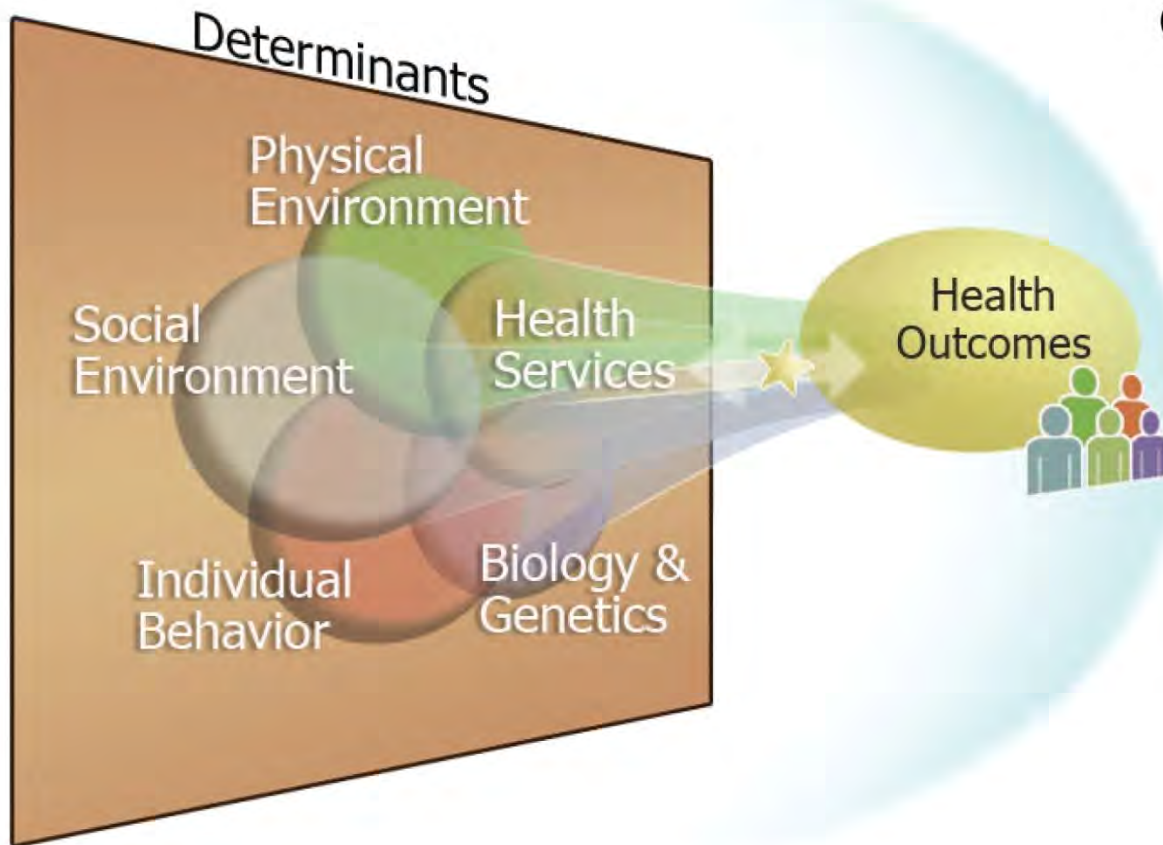 Determinants
Physical
Environment
Social
Environment
Health
Services
Individual
Behavior
Biology &
Genetics
Health
Outcomes